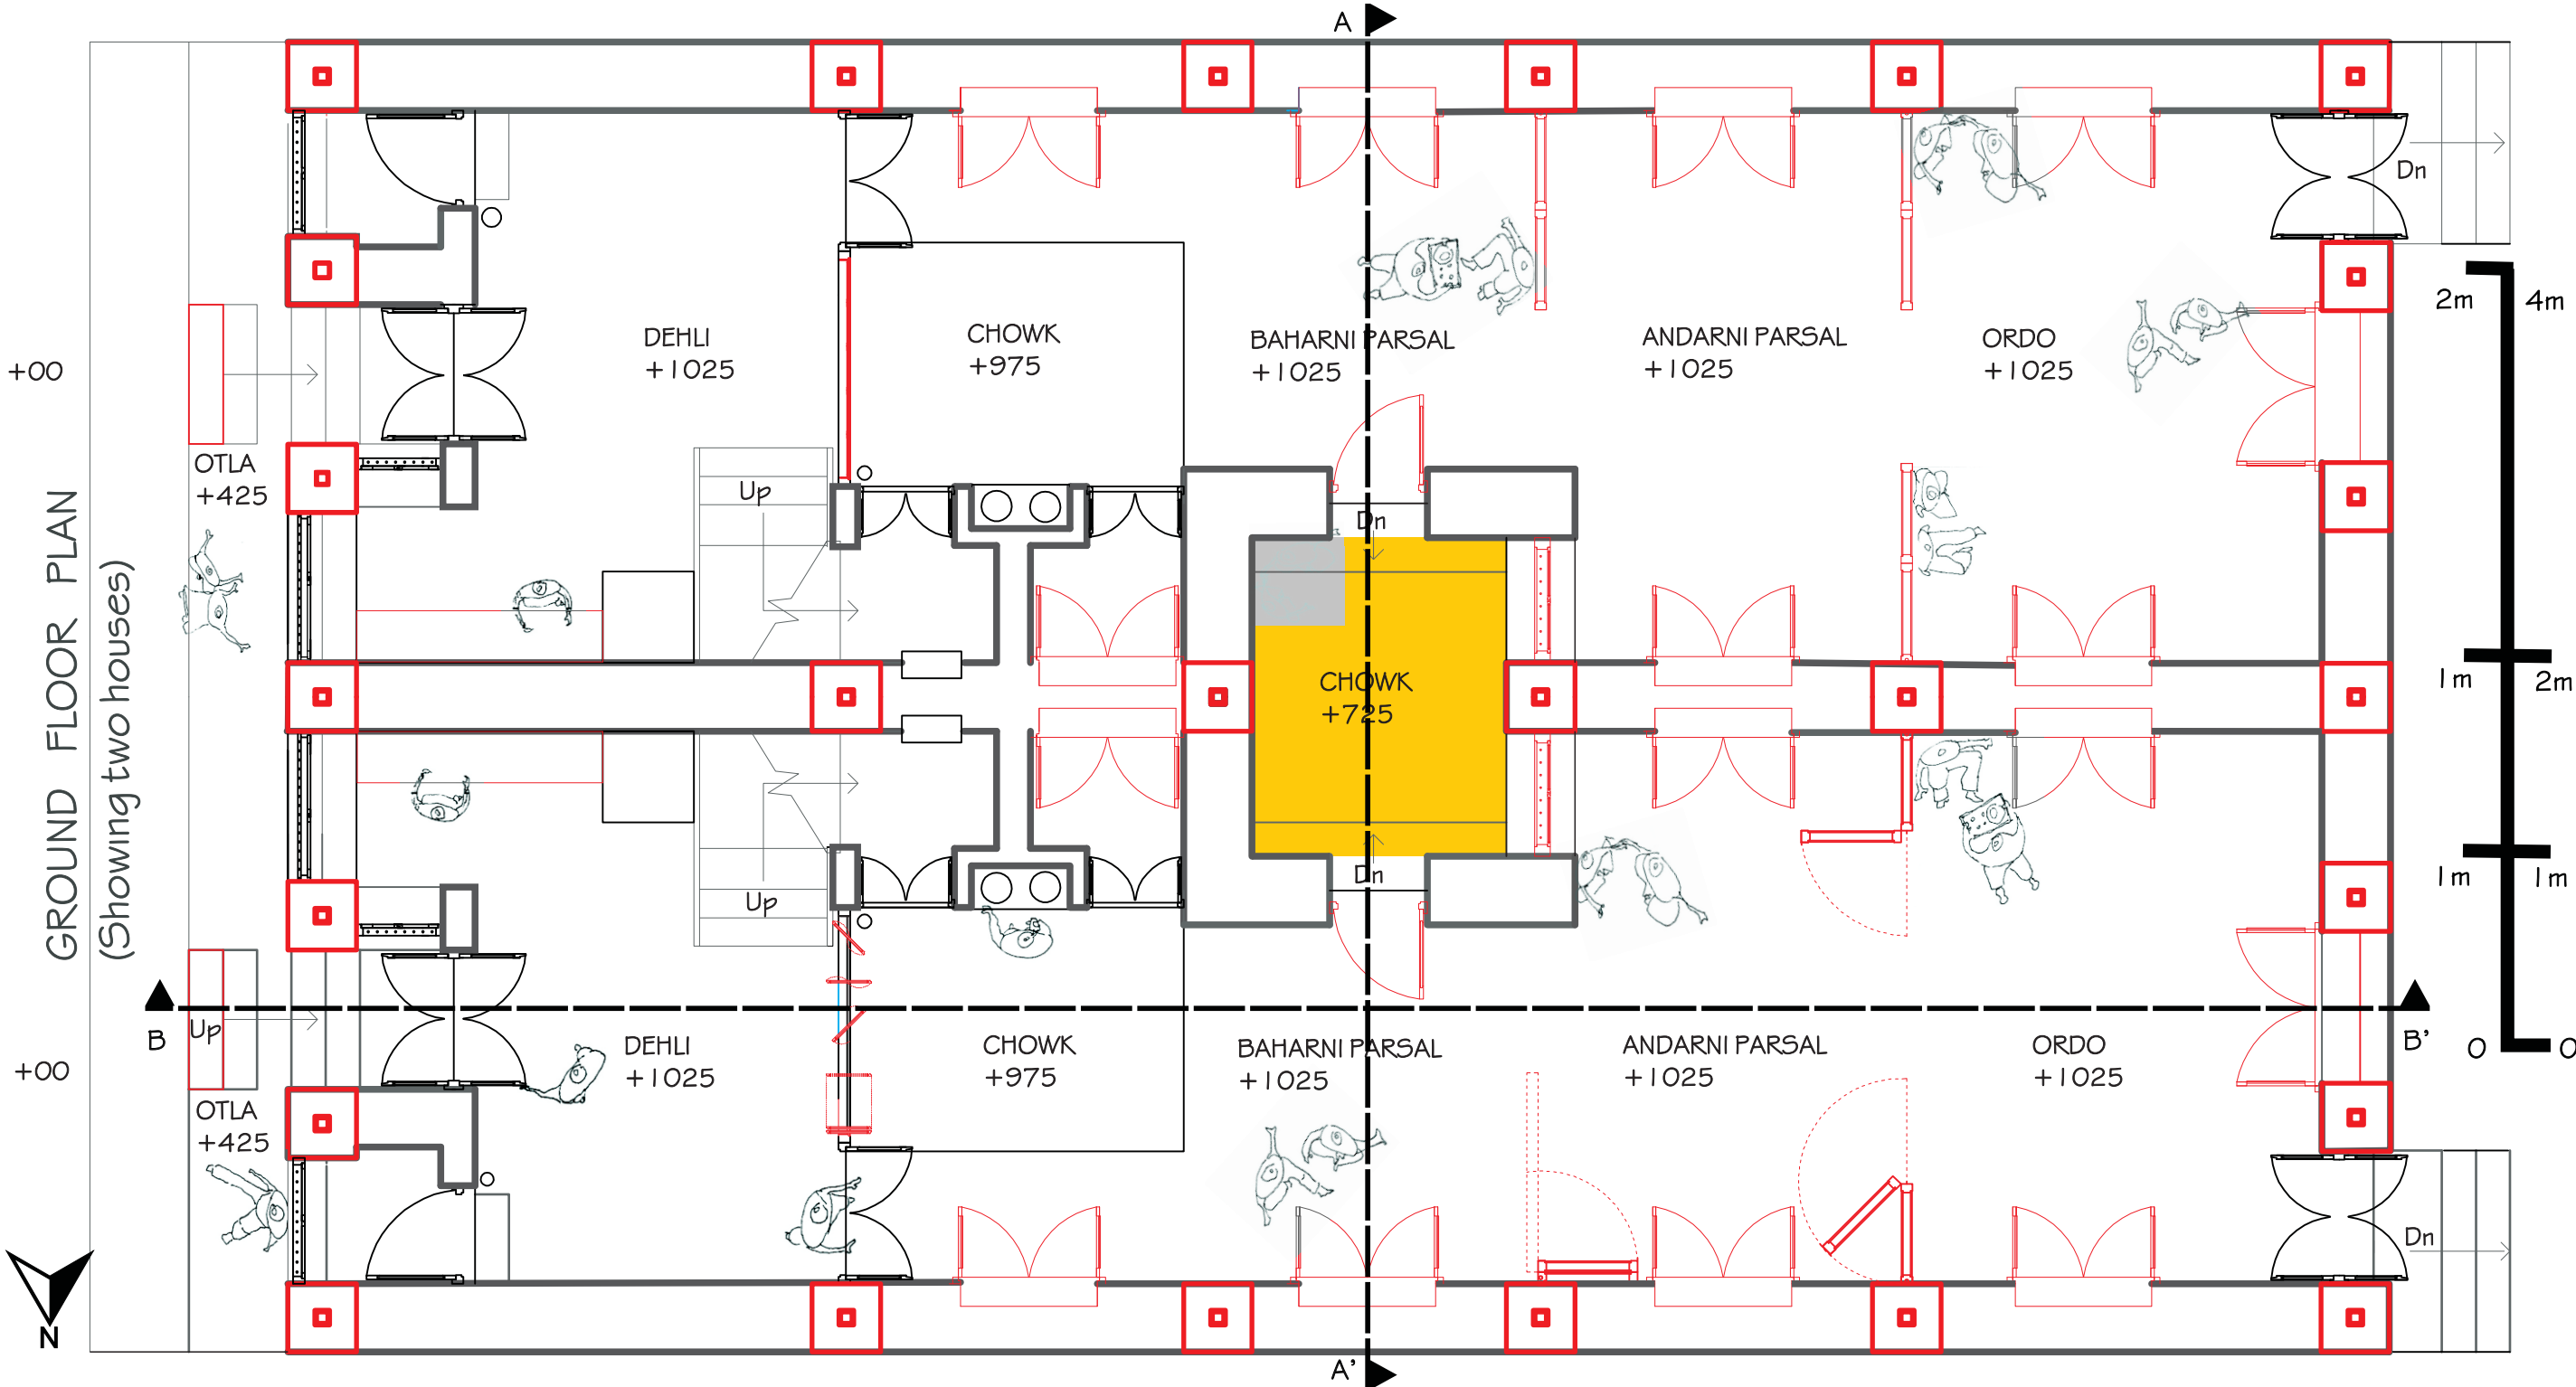 GROUND FLOOR PLAN
(Showing two houses)
A
+00
OTLA
+425
DEHLI
+1025
CHOWK
+975
BAHARNI PARSAL
+1025
ANDARNI PARSAL
+1025
ORDO
+1025
Dn
Up
Dn
CHOWK
+725
Dn
Up
2m 4m
1m 2m
1m 1m
0 0
B
Up
B'
+00
OTLA
+425
DEHLI
+1025
CHOWK
+975
BAHARNI PARSAL
+1025
ANDARNI PARSAL
+1025
ORDO
+1025
Dn
N
A'